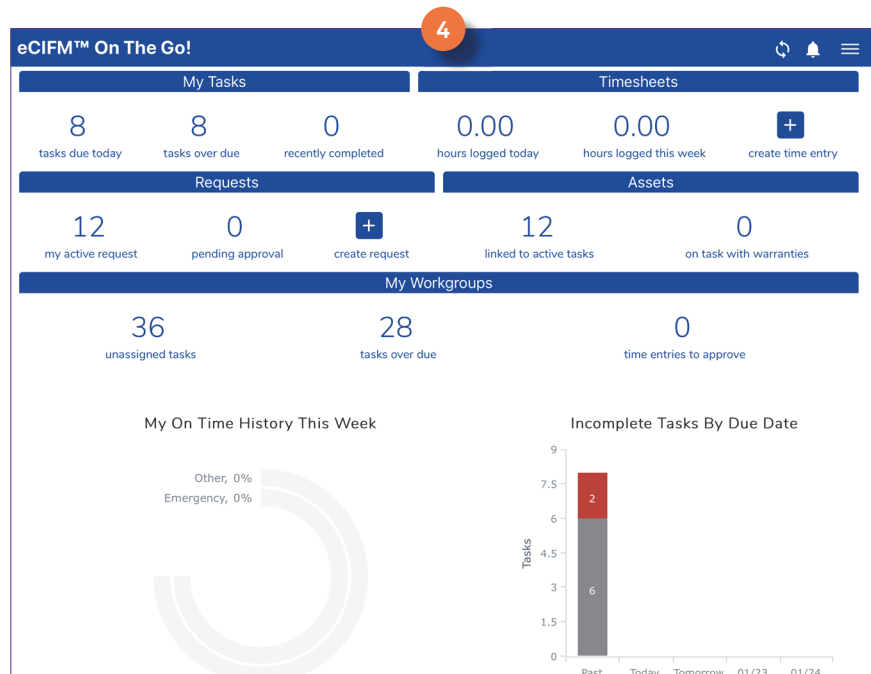 4
eCIFM™ On The Go!
My Tasks
Timesheets
8
8
0
0.00
0.00
+
tasks due today
tasks over due
recently completed
hours logged today
hours logged this week
create time entry
Requests
Assets
12
0
+
12
0
my active request
pending approval
create request
linked to active tasks
on task with warranties
My Workgroups
36
28
0
unassigned tasks
tasks over due
time entries to approve
My On Time History This Week
Other, 0%
Emergency, 0%
Incomplete Tasks By Due Date
9
7.5
6
4.5
3
1.5
0
Tasks
2
6
Past
Today
Tomorrow
01/23
01/24